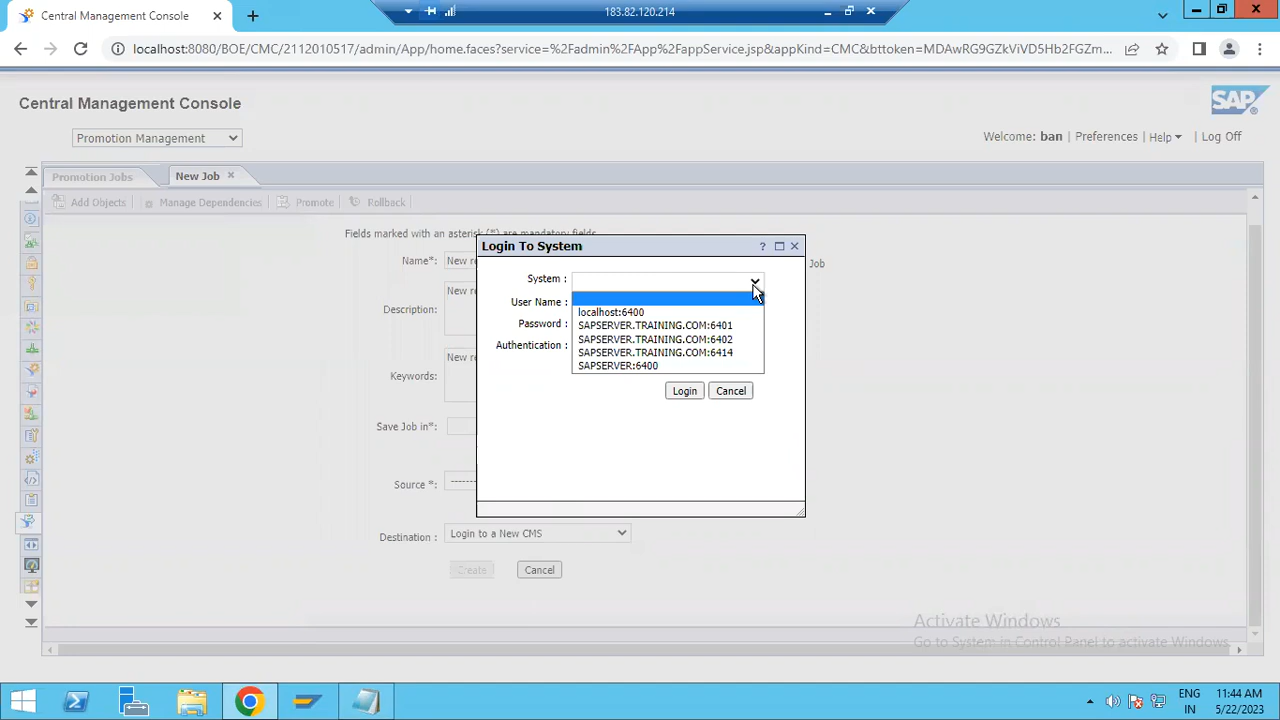 Central Management Console
183.82.120.214
localhost:8080/BOE/CMC/2112010517/admin/App/home.faces?service=%2Fadmin%2FApp%2FappService.jsp&appKind=CMC&bttoken=MDAwRG9GZkViVD5Hb2FGZm...
Central Management Console
SAP
Promotion Management
Welcome: ban | Preferences | Help | Log Off
Promotion Jobs
New Job
Add Objects
Manage Dependencies
Promote
Rollback
Fields marked with an asterisk (*) are mandatory fields
Name*:
New re
Job
Description:
New re
Keywords:
New re
Save Job in*:
Source *:
-------
Destination :
Login to a New CMS
Create
Cancel
Login To System
?
System :
User Name :
Password :
Authentication :
localhost:6400
SAPSERVER.TRAINING.COM:6401
SAPSERVER.TRAINING.COM:6402
SAPSERVER.TRAINING.COM:6414
SAPSERVER:6400
Login
Cancel
Activate Windows
Go to System in Control Panel to activate Windows.
ENG
IN
11:44 AM
5/22/2023